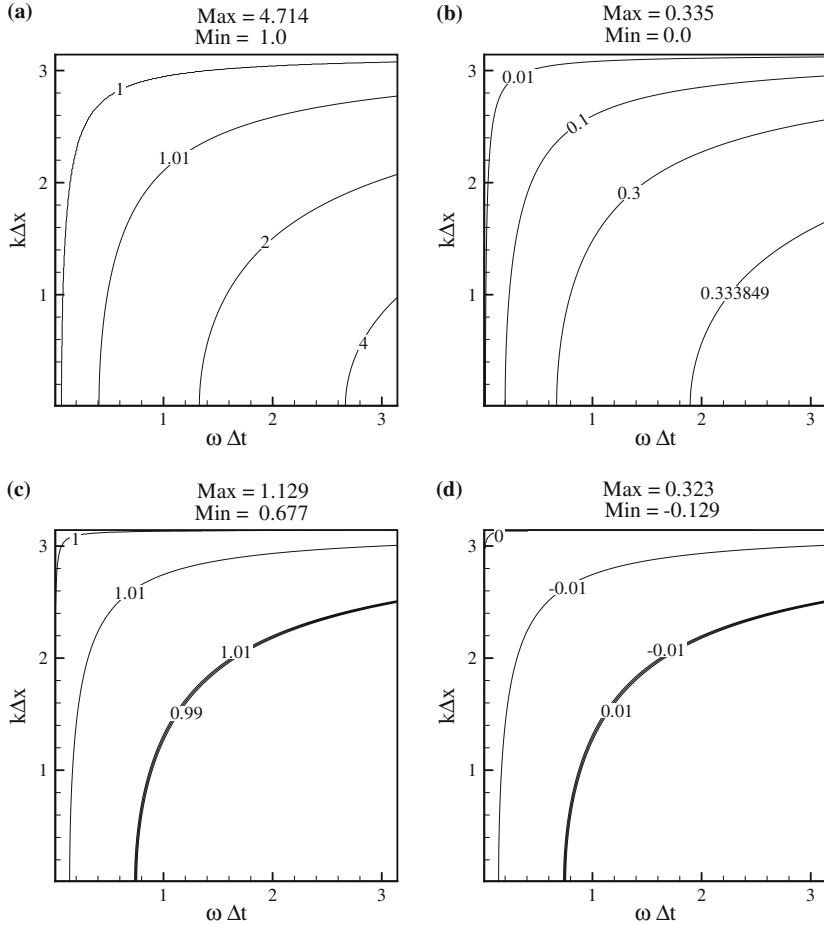 (a)
Max = 4.714
Min = 1.0
kΔx
3
2
1
1
1.01
2
4
1
2
3
ω Δt
(b)
Max = 0.335
Min = 0.0
kΔx
3
2
1
0.01
0.1
0.3
0.333849
1
2
3
ω Δt
(c)
Max = 1.129
Min = 0.677
kΔx
3
2
1
1
1.01
1.01
0.99
1
2
3
ω Δt
(d)
Max = 0.323
Min = -0.129
kΔx
3
2
1
0
-0.01
-0.01
0.01
1
2
3
ω Δt